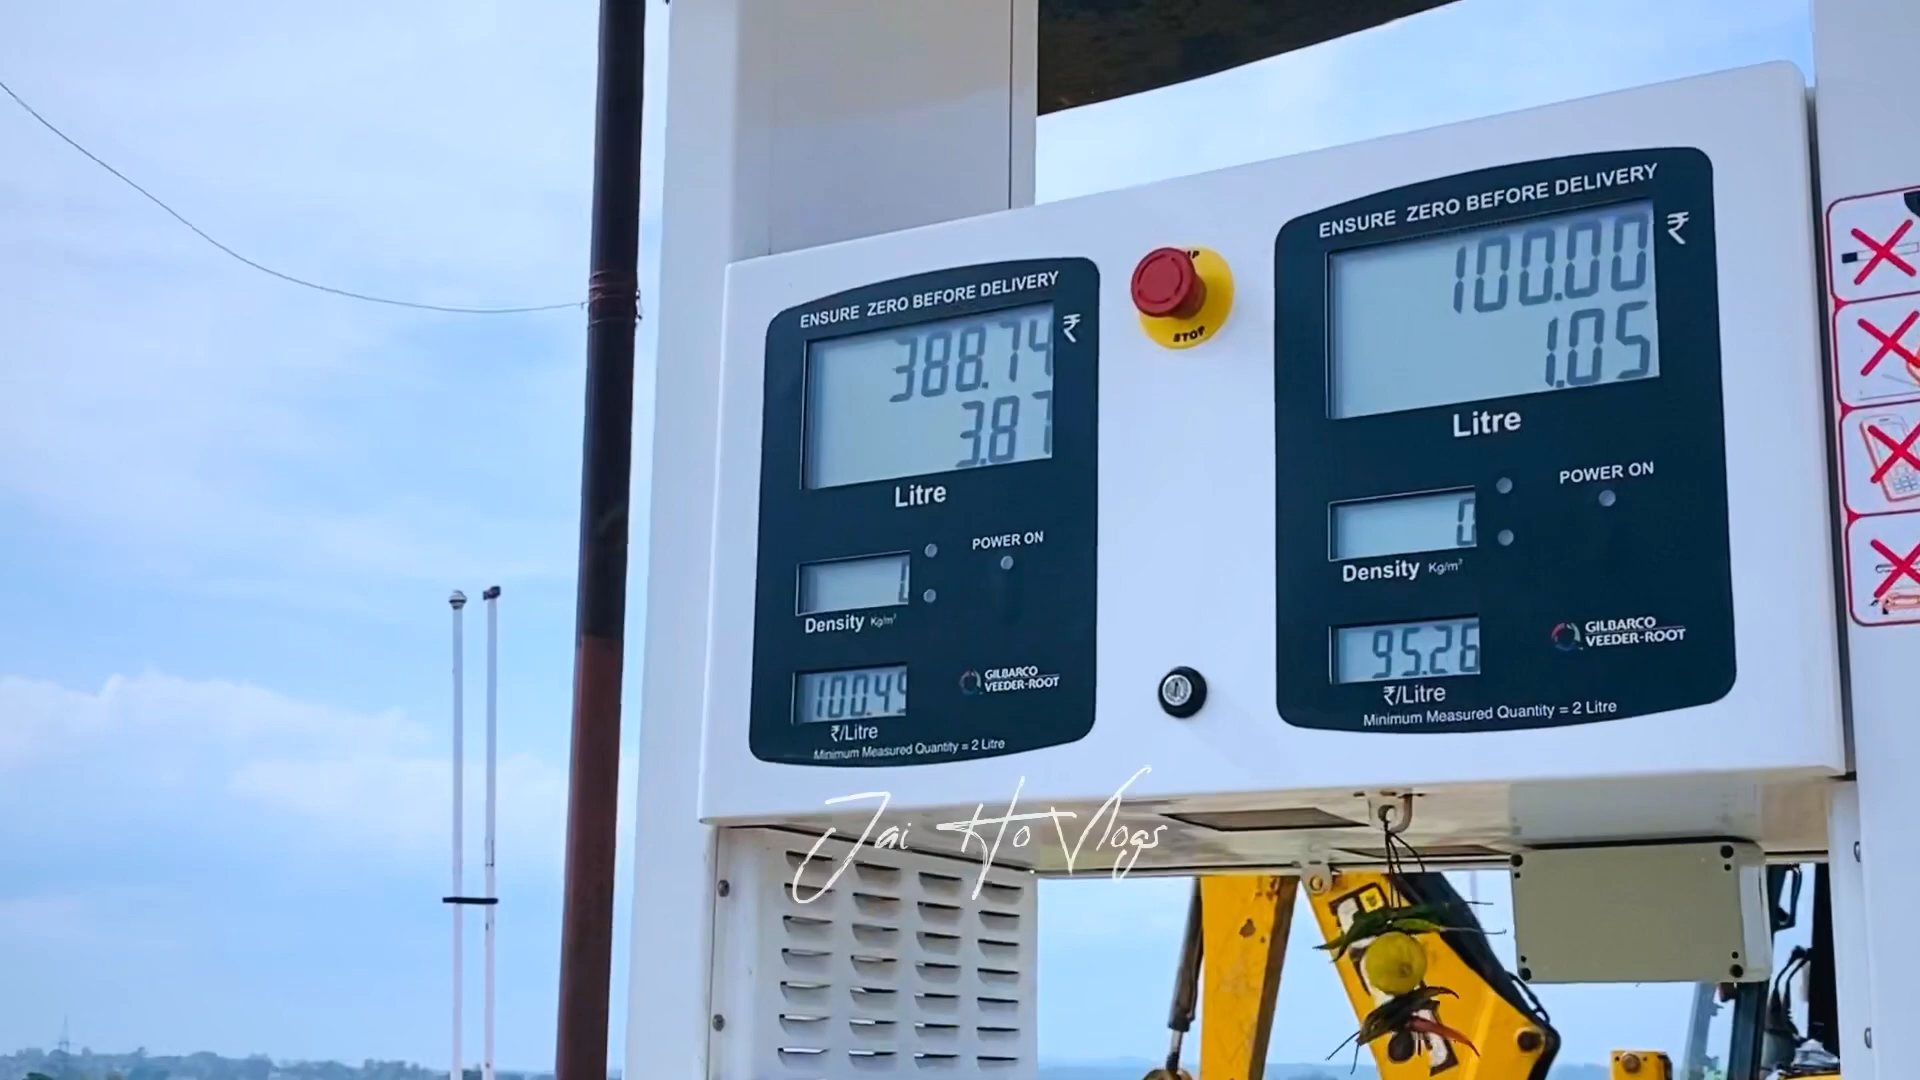 ENSURE ZERO BEFORE DELIVERY
388.74 ₹
3.87
Litre
POWER ON
Density Kg/m³
GILBARCO
VEEDER-ROOT
100.49
₹/Litre
Minimum Measured Quantity = 2 Litre
STOP
ENSURE ZERO BEFORE DELIVERY
100.00 ₹
1.05
Litre
POWER ON
0
Density Kg/m³
GILBARCO
VEEDER-ROOT
95.26
₹/Litre
Minimum Measured Quantity = 2 Litre
Jai Ho Vlogs